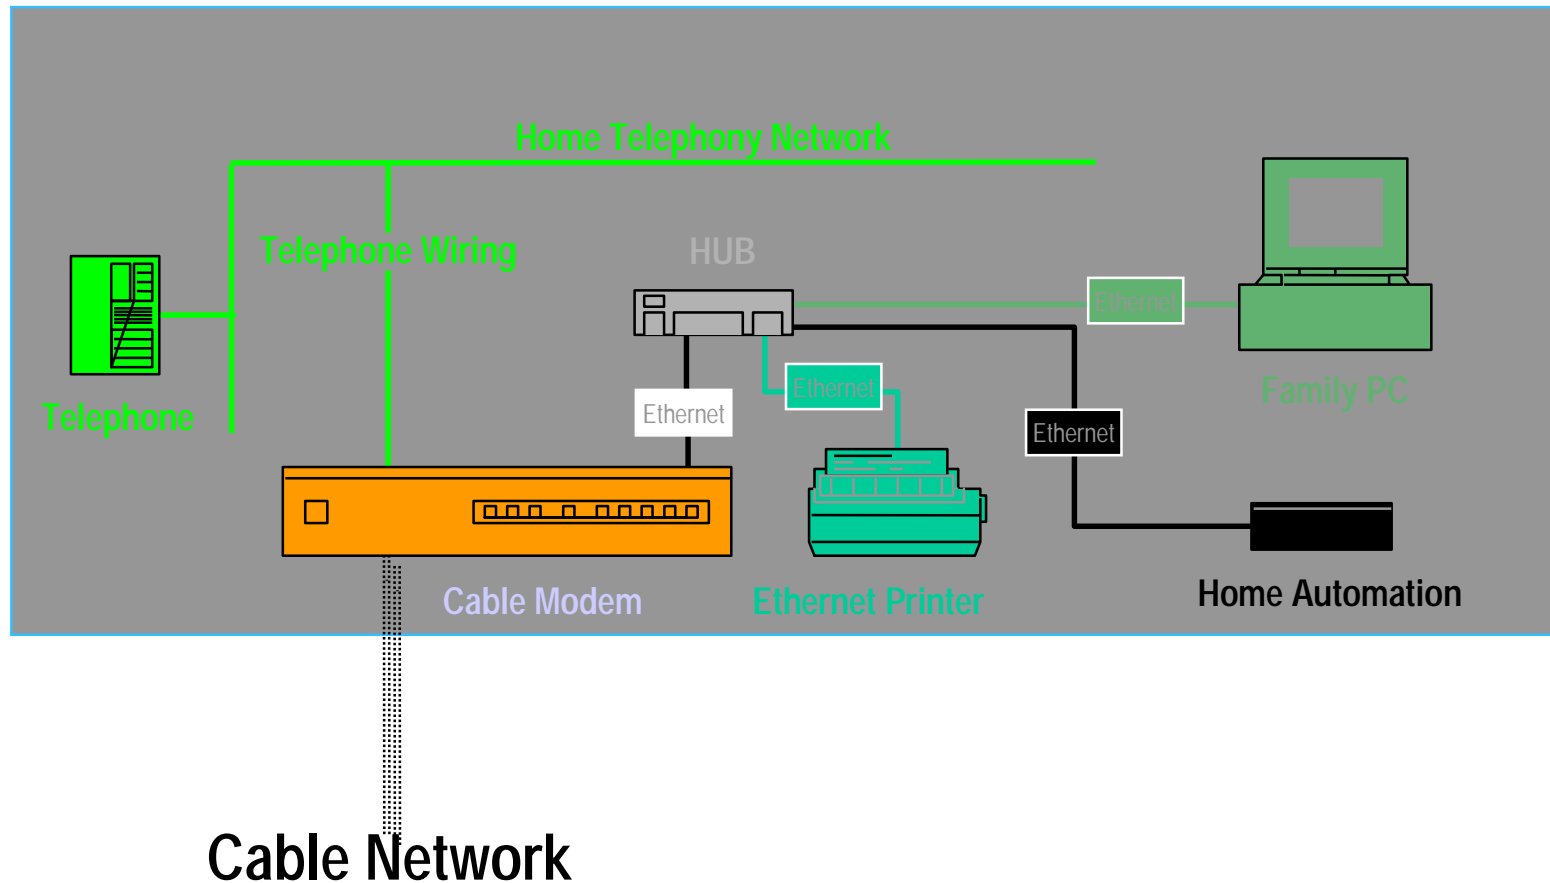 Home Telephony Network
Telephone Wiring
HUB
Ethernet
Ethernet
Ethernet
Family PC
Telephone
Ethernet
Cable Modem
Ethernet Printer
Home Automation
Cable Network